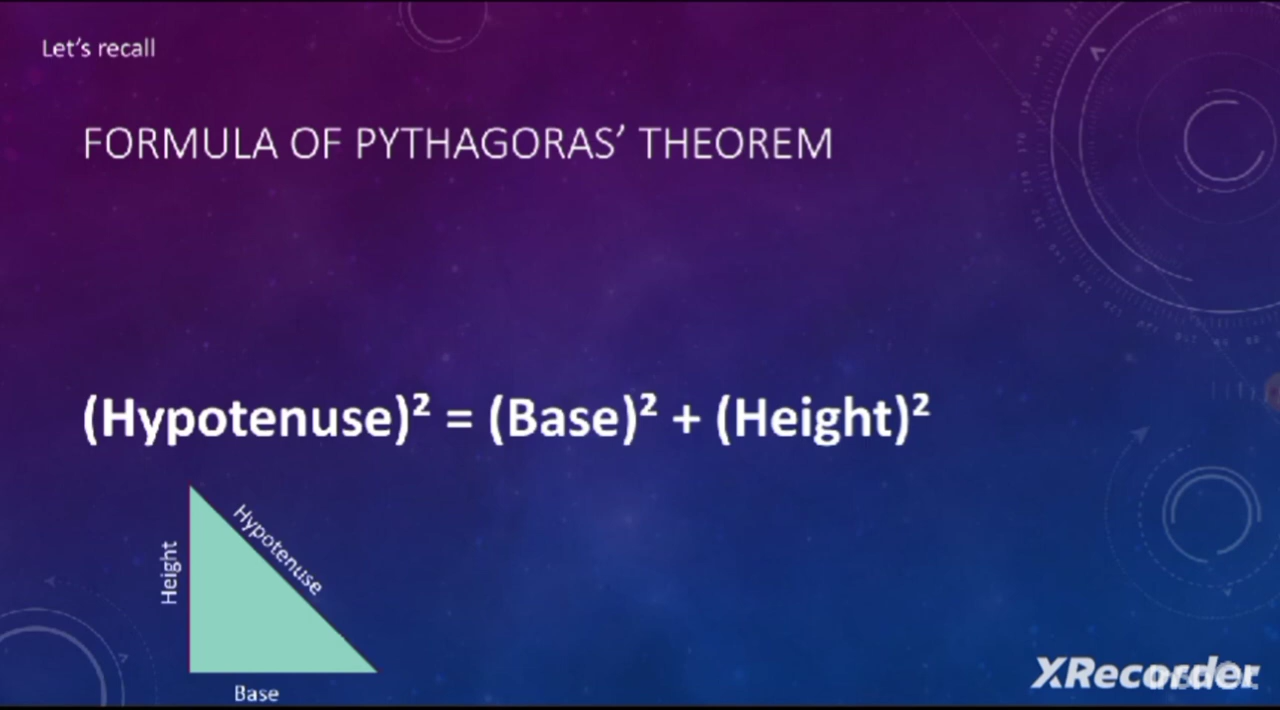 Let's recall
FORMULA OF PYTHAGORAS' THEOREM
(Hypotenuse)² = (Base)² + (Height)²
Hypotenuse
Height
Base
XRecorder